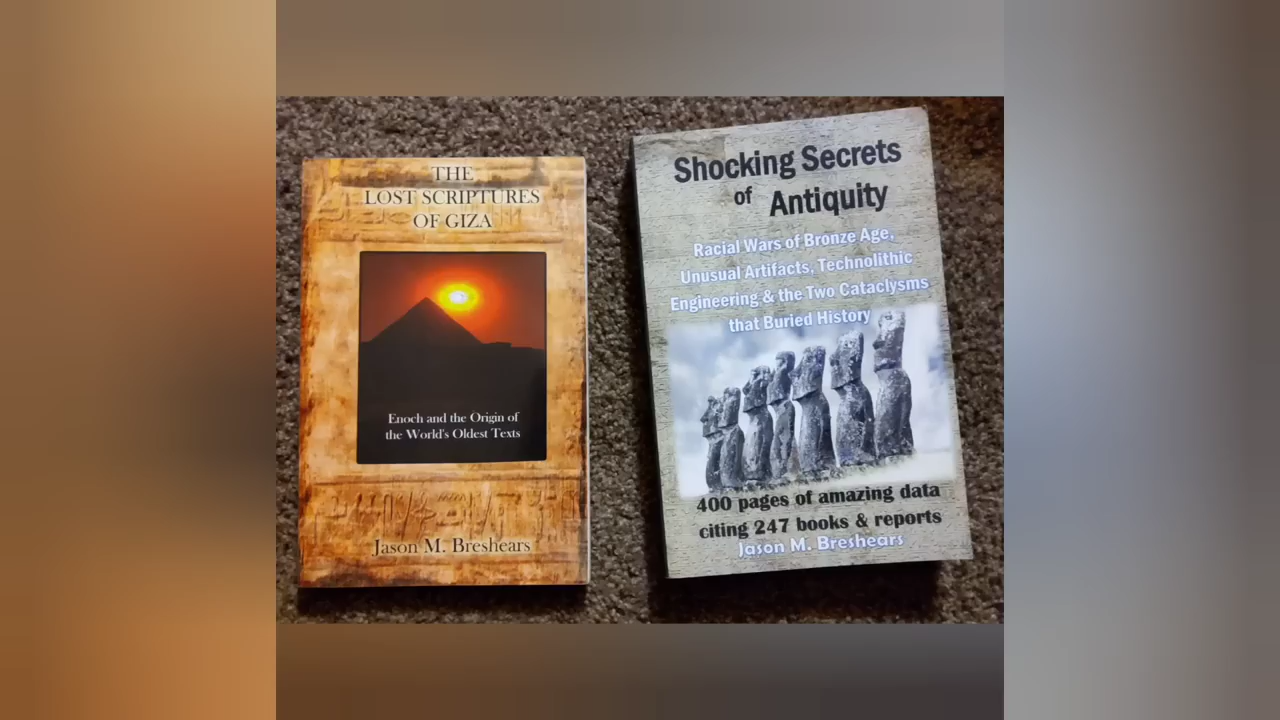 THE
LOST SCRIPTURES
OF GIZA
Enoch and the Origin of
the World's Oldest Texts
Jason M. Breshears
Shocking Secrets
of Antiquity
Racial Wars of Bronze Age,
Unusual Artifacts, Technolithic
Engineering & the Two Cataclysms
that Buried History
400 pages of amazing data
citing 247 books & reports
Jason M. Breshears